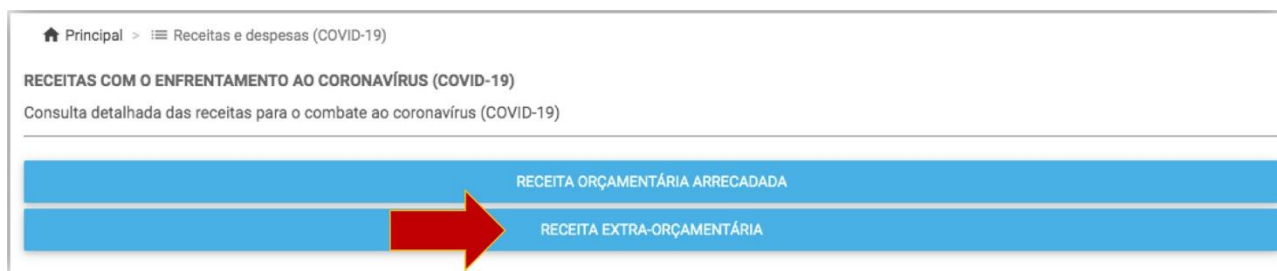 Principal > Receitas e despesas (COVID-19)
RECEITAS COM O ENFRENTAMENTO AO CORONAVÍRUS (COVID-19)
Consulta detalhada das receitas para o combate ao coronavírus (COVID-19)
RECEITA ORÇAMENTÁRIA ARRECADADA
RECEITA EXTRA-ORÇAMENTÁRIA